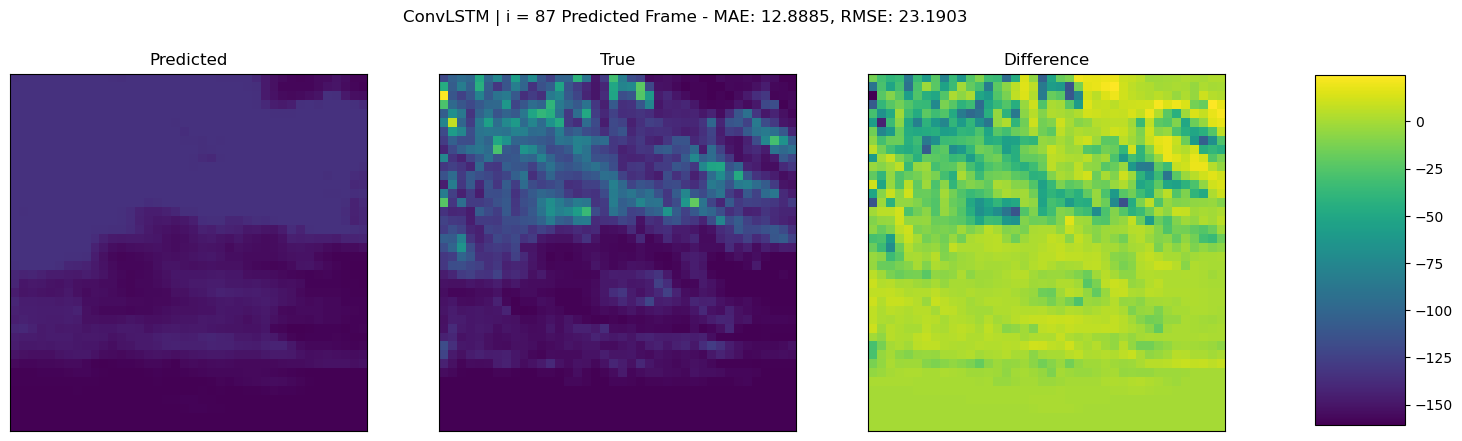 ConvLSTM | i = 87 Predicted Frame - MAE: 12.8885, RMSE: 23.1903
Predicted
True
Difference
0
−25
−50
−75
−100
−125
−150